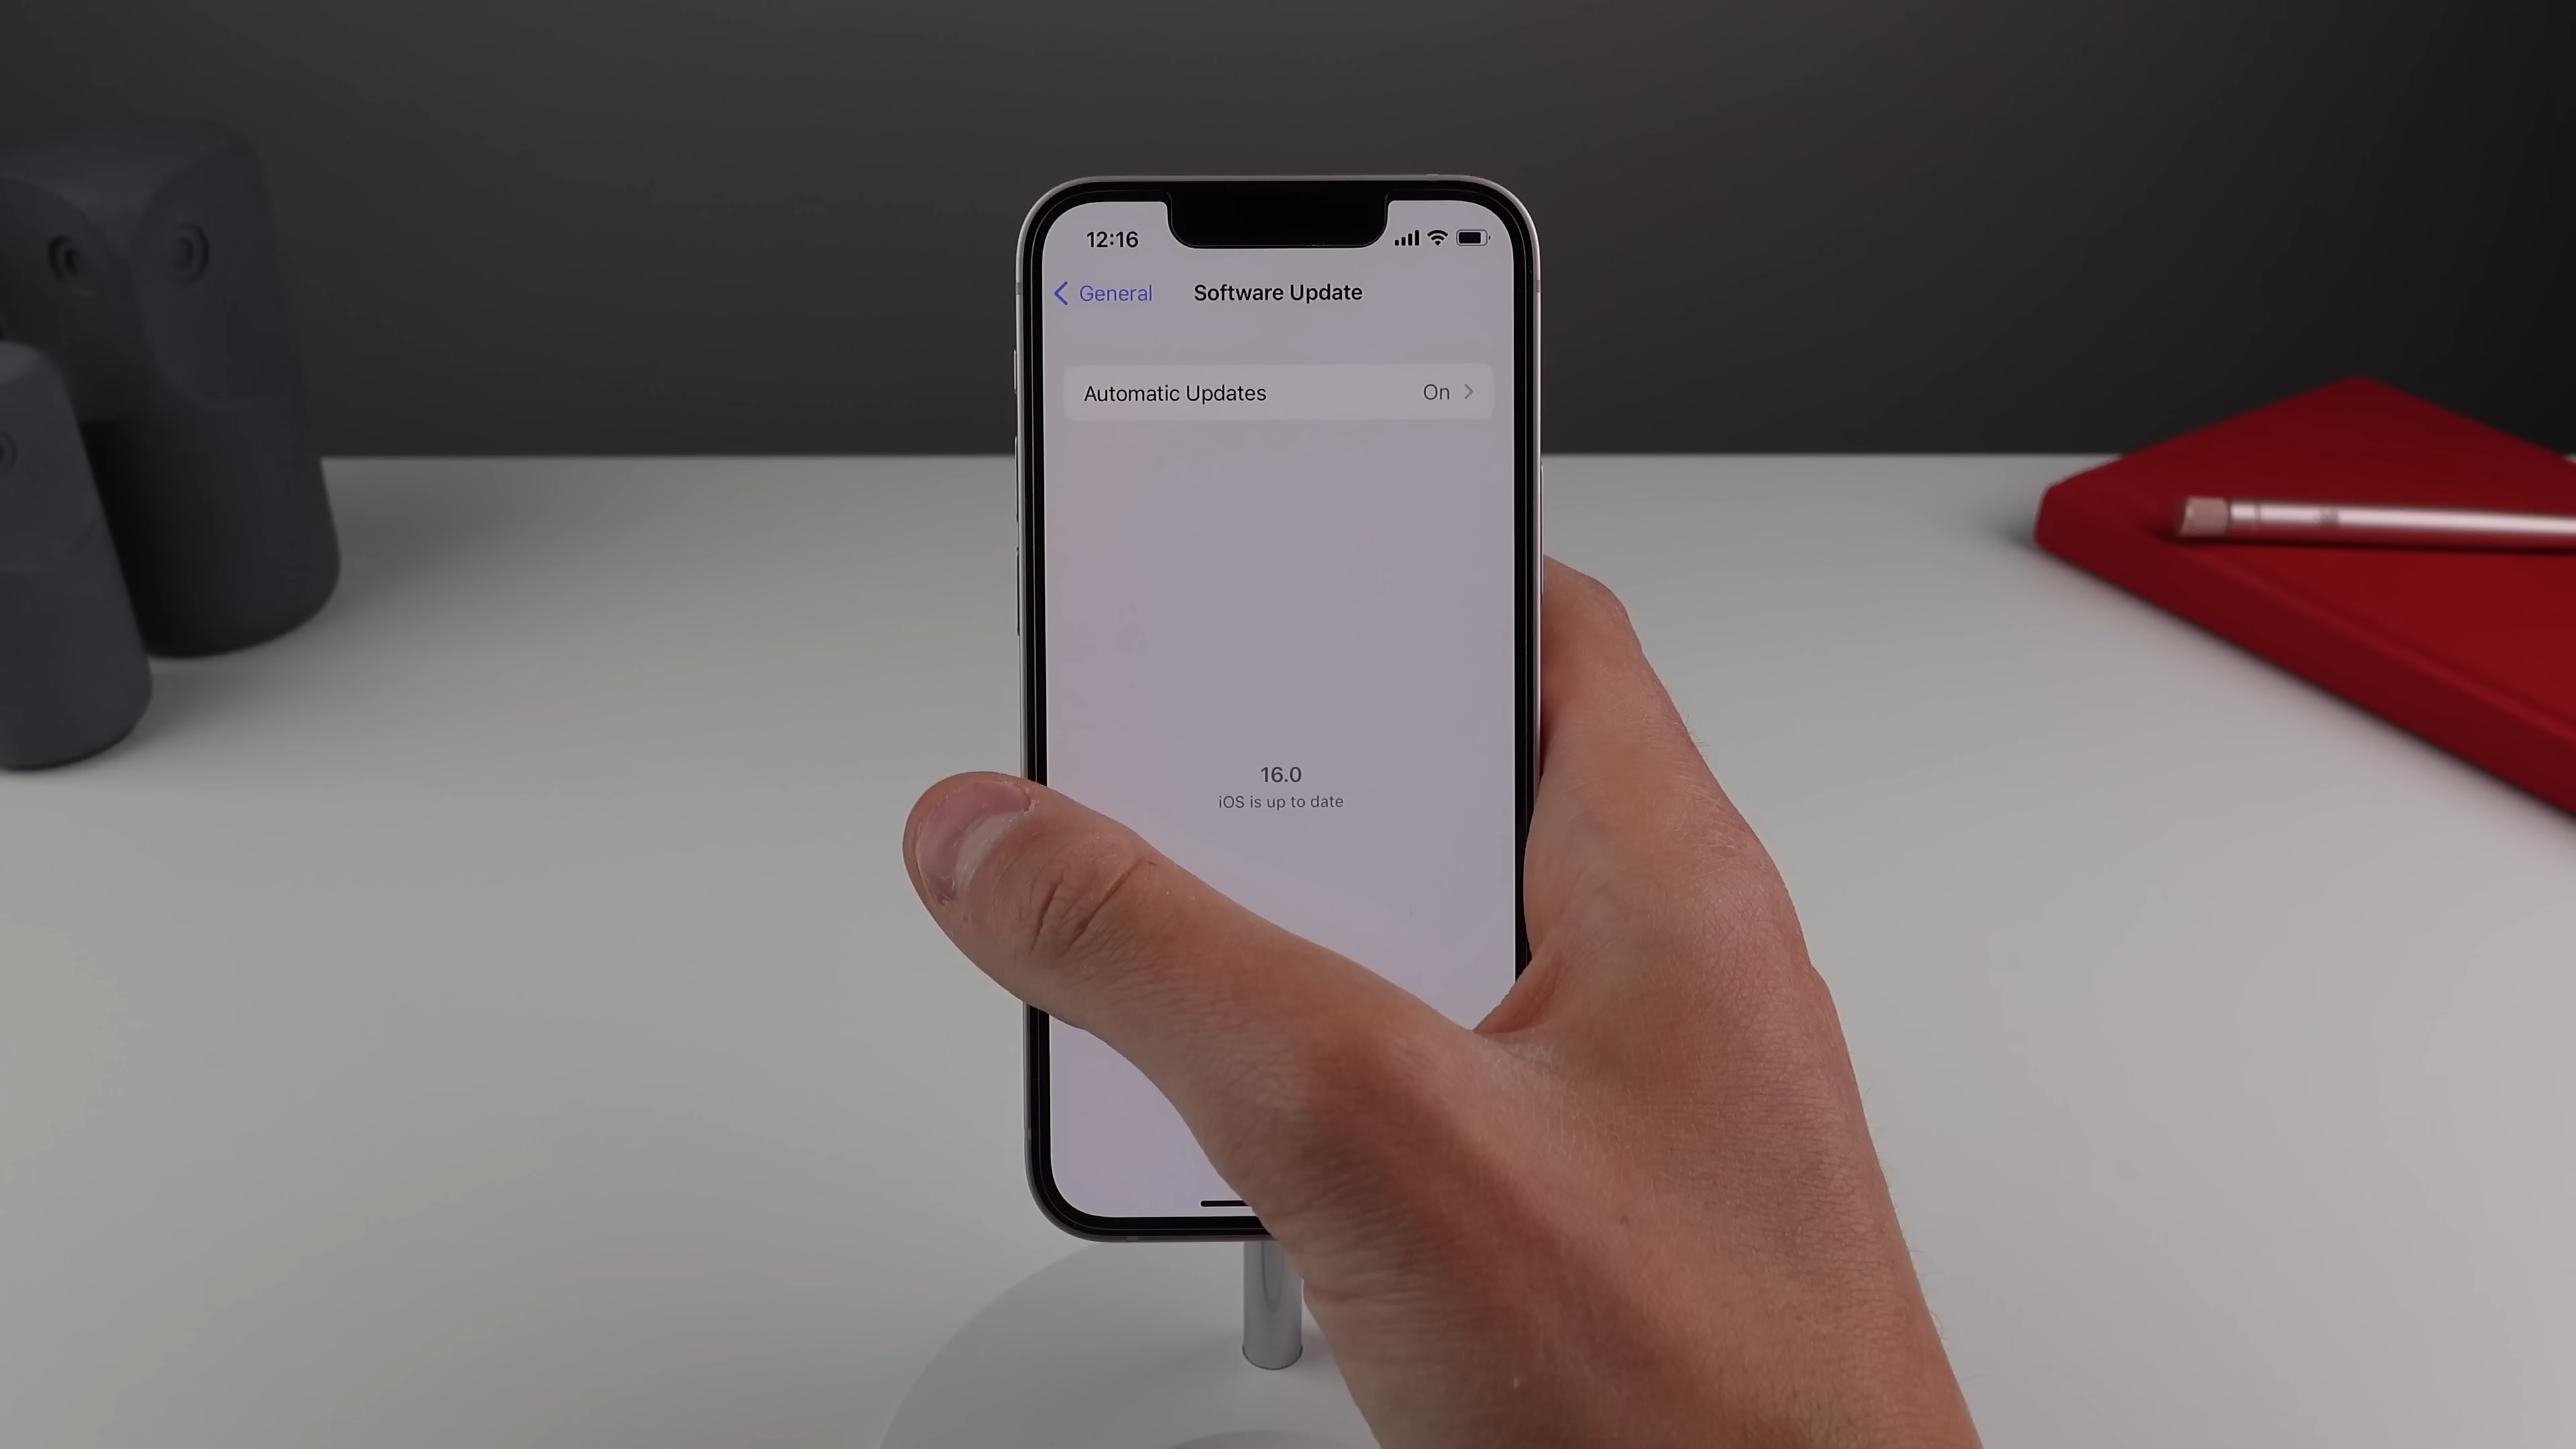 12:16
General
Software Update
Automatic Updates On
16.0
iOS is up to date